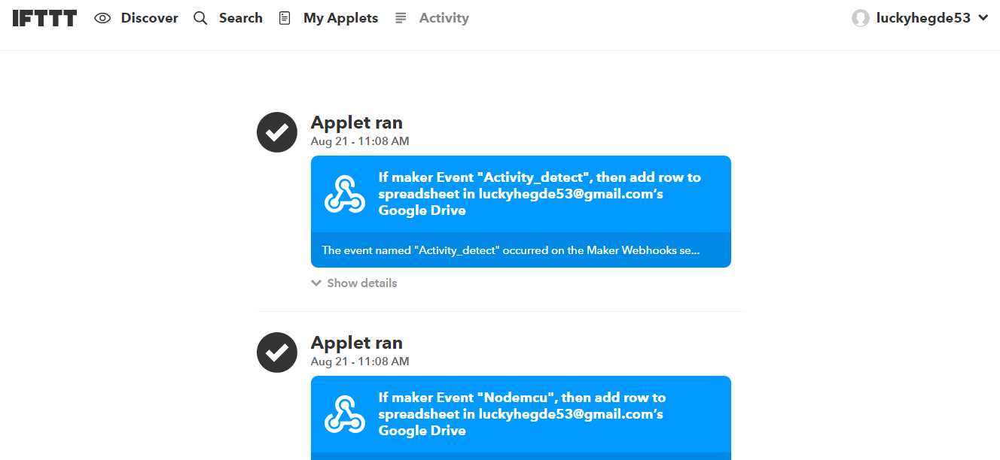 IFTTT Discover Search My Applets Activity luckyhegde53
Applet ran
Aug 21 - 11:08 AM
If maker Event "Activity_detect", then add row to
spreadsheet in luckyhegde53@gmail.com’s
Google Drive
The event named "Activity_detect" occurred on the Maker Webhooks se...
Show details
Applet ran
Aug 21 - 11:08 AM
If maker Event "Nodemcu", then add row to
spreadsheet in luckyhegde53@gmail.com’s
Google Drive